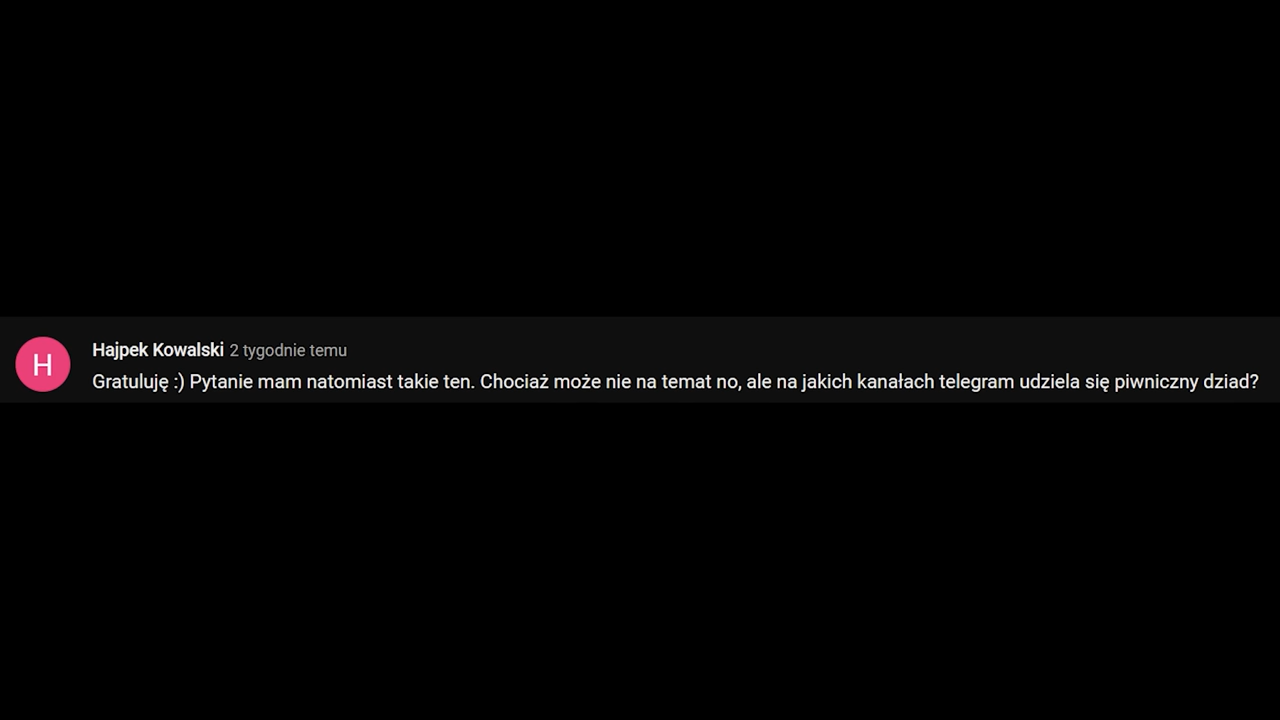 H
Hajpek Kowalski 2 tygodnie temu
Gratuluję :) Pytanie mam natomiast takie ten. Chociaż może nie na temat no, ale na jakich kanałach telegram udziela się piwniczny dziad?